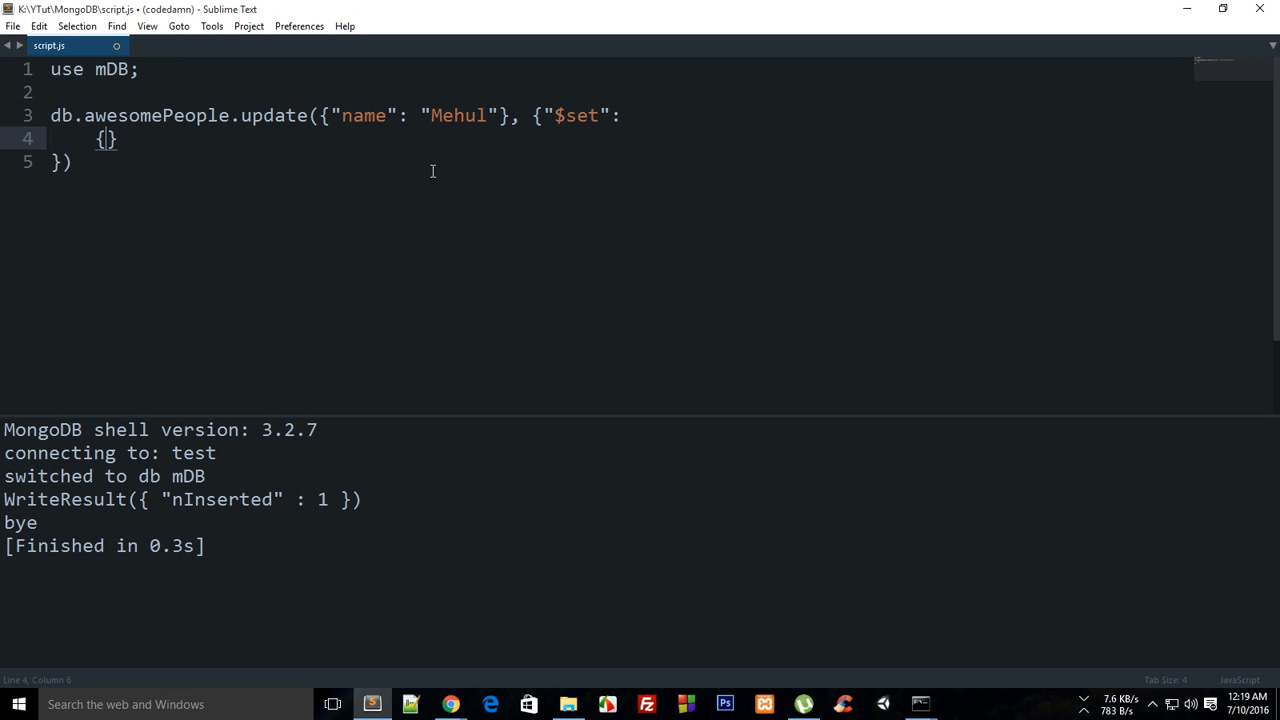 K:\YTut\MongoDB\script.js • (codedamn) - Sublime Text
File Edit Selection Find View Goto Tools Project Preferences Help
script.js
1 use mDB;
2
3 db.awesomePeople.update({"name": "Mehul"}, {"$set":
4 {}
5 })
MongoDB shell version: 3.2.7
connecting to: test
switched to db mDB
WriteResult({ "nInserted" : 1 })
bye
[Finished in 0.3s]
Line 4, Column 6 Tab Size: 4 JavaScript
Search the web and Windows
7.6 KB/s
783 B/s
12:19 AM
7/10/2016